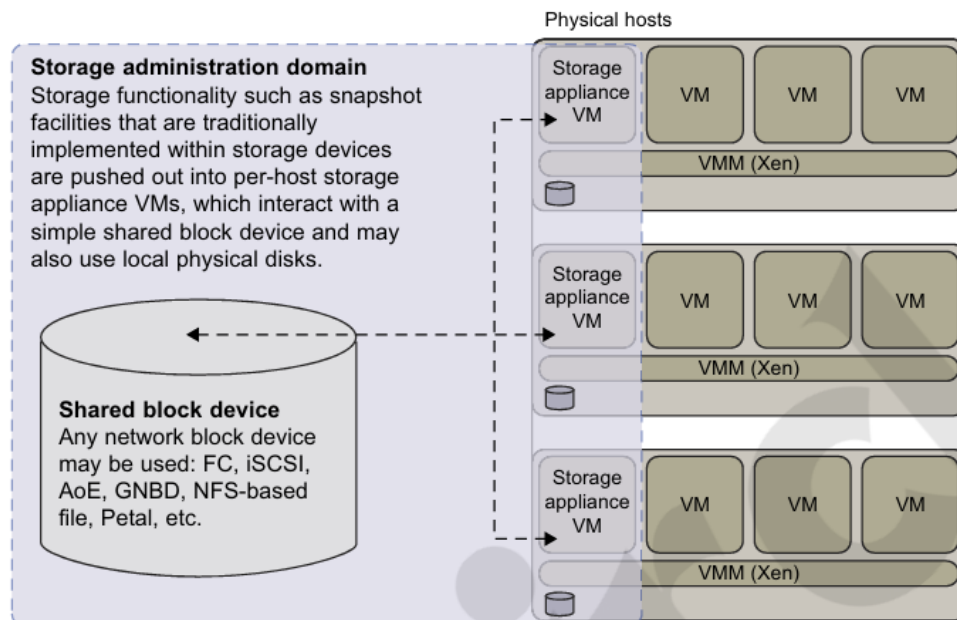 Physical hosts
Storage administration domain
Storage functionality such as snapshot
facilities that are traditionally
implemented within storage devices
are pushed out into per-host storage
appliance VMs, which interact with a
simple shared block device and may
also use local physical disks.
Shared block device
Any network block device
may be used: FC, iSCSI,
AoE, GNBD, NFS-based
file, Petal, etc.
Storage
appliance
VM
VM
VM
VM
VMM (Xen)
Storage
appliance
VM
VM
VM
VM
VMM (Xen)
Storage
appliance
VM
VM
VM
VM
VMM (Xen)